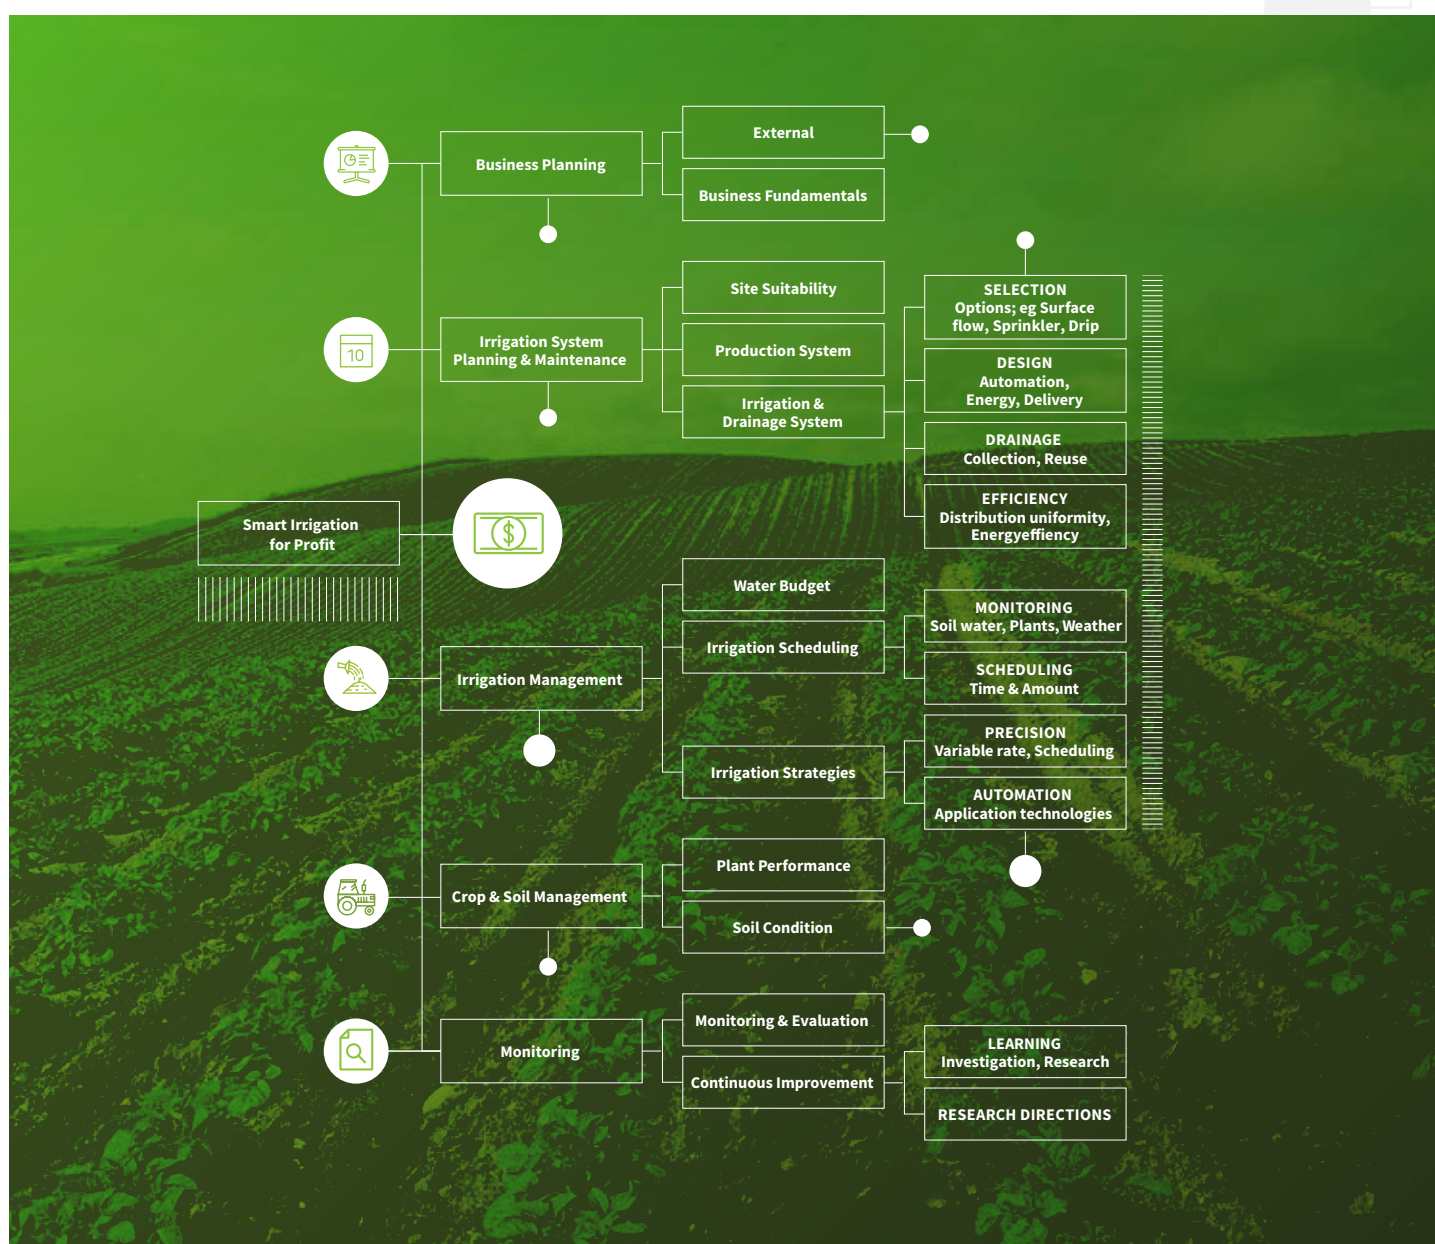 External
Business Planning
Business Fundamentals
Site Suitability
Irrigation System
Planning & Maintenance
Production System
Irrigation &
Drainage System
SELECTION
Options; eg Surface
flow, Sprinkler, Drip
DESIGN
Automation,
Energy, Delivery
DRAINAGE
Collection, Reuse
EFFICIENCY
Distribution uniformity,
Energyeffiency
10
Smart Irrigation
for Profit
$
Water Budget
Irrigation Management
Irrigation Scheduling
MONITORING
Soil water, Plants, Weather
SCHEDULING
Time & Amount
Irrigation Strategies
PRECISION
Variable rate, Scheduling
AUTOMATION
Application technologies
Plant Performance
Crop & Soil Management
Soil Condition
Monitoring & Evaluation
Monitoring
Continuous Improvement
LEARNING
Investigation, Research
RESEARCH DIRECTIONS